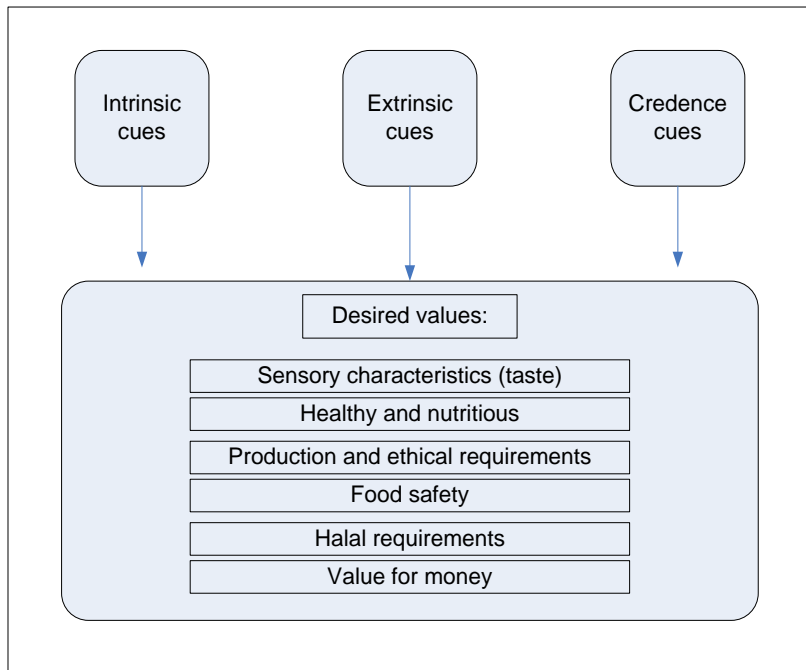 Intrinsic
cues
Extrinsic
cues
Credence
cues
Desired values:
Sensory characteristics (taste)
Healthy and nutritious
Production and ethical requirements
Food safety
Halal requirements
Value for money